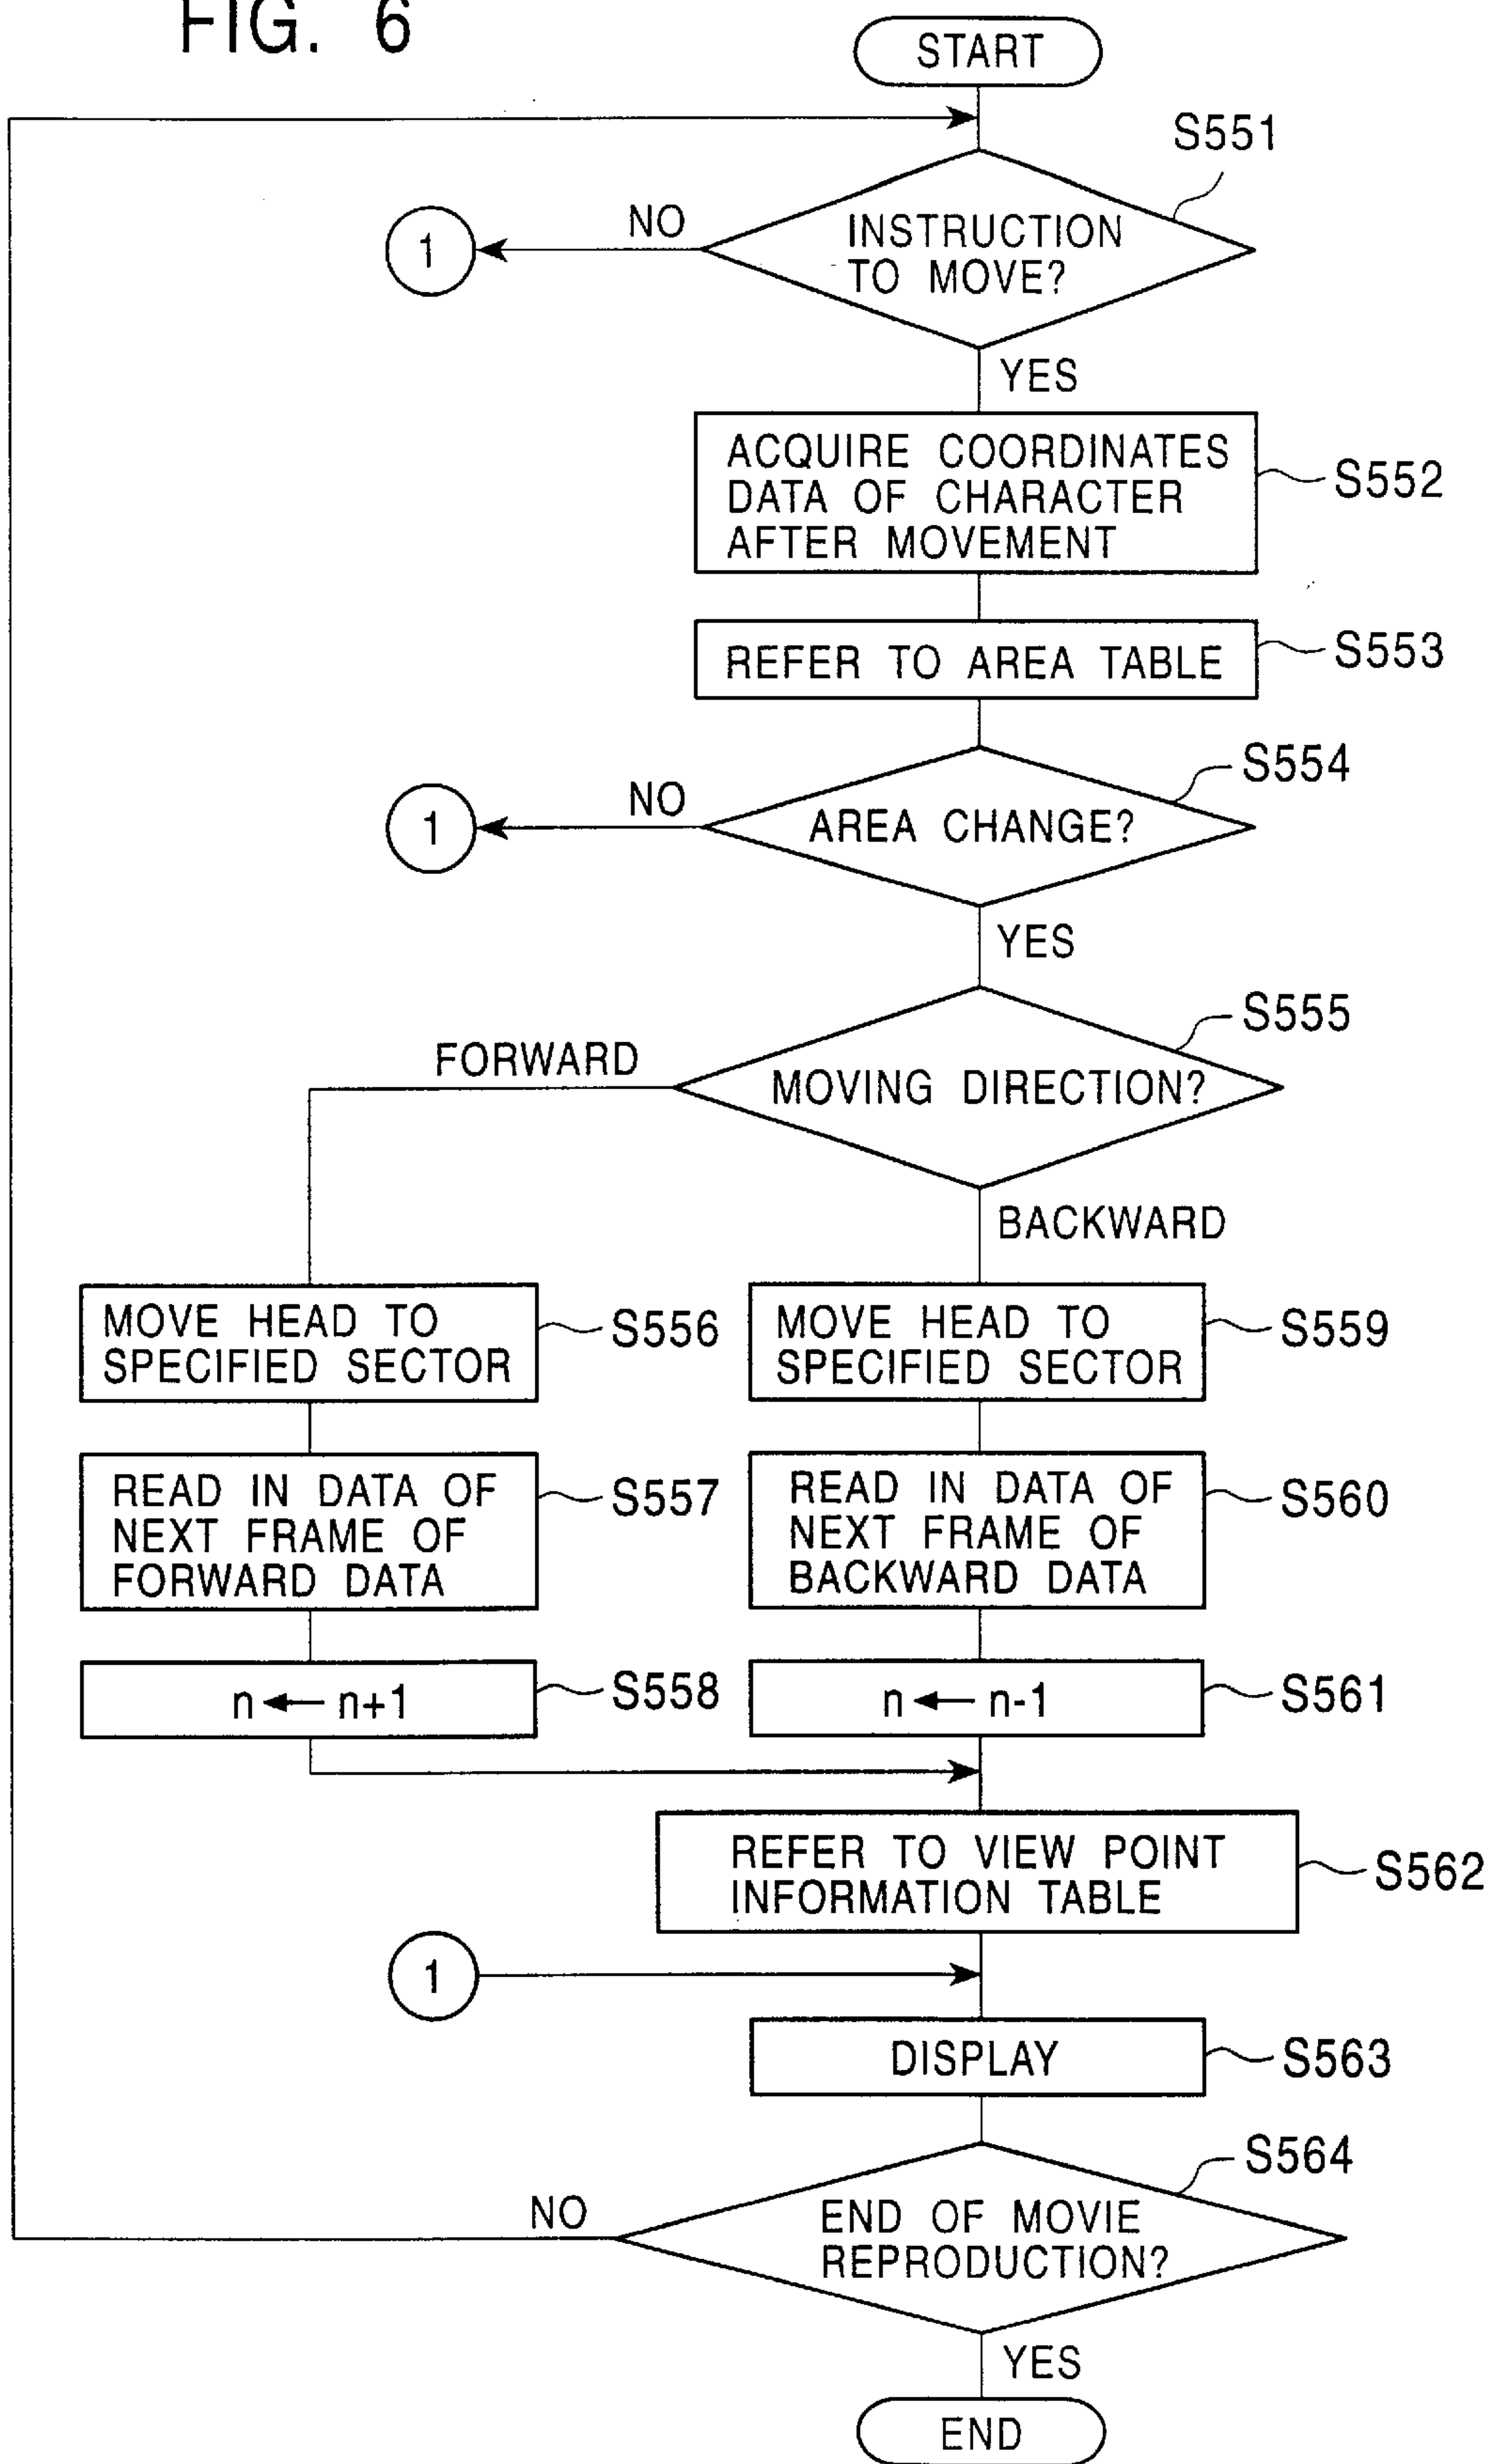 FIG. 6
START
S551
NO
1
INSTRUCTION
TO MOVE?
YES
ACQUIRE COORDINATES
DATA OF CHARACTER
AFTER MOVEMENT
S552
REFER TO AREA TABLE
S553
S554
NO
1
AREA CHANGE?
YES
S555
FORWARD
MOVING DIRECTION?
BACKWARD
MOVE HEAD TO
SPECIFIED SECTOR
S556
MOVE HEAD TO
SPECIFIED SECTOR
S559
READ IN DATA OF
NEXT FRAME OF
FORWARD DATA
S557
READ IN DATA OF
NEXT FRAME OF
BACKWARD DATA
S560
n ← n+1
S558
n ← n-1
S561
REFER TO VIEW POINT
INFORMATION TABLE
S562
1
DISPLAY
S563
S564
NO
END OF MOVIE
REPRODUCTION?
YES
END